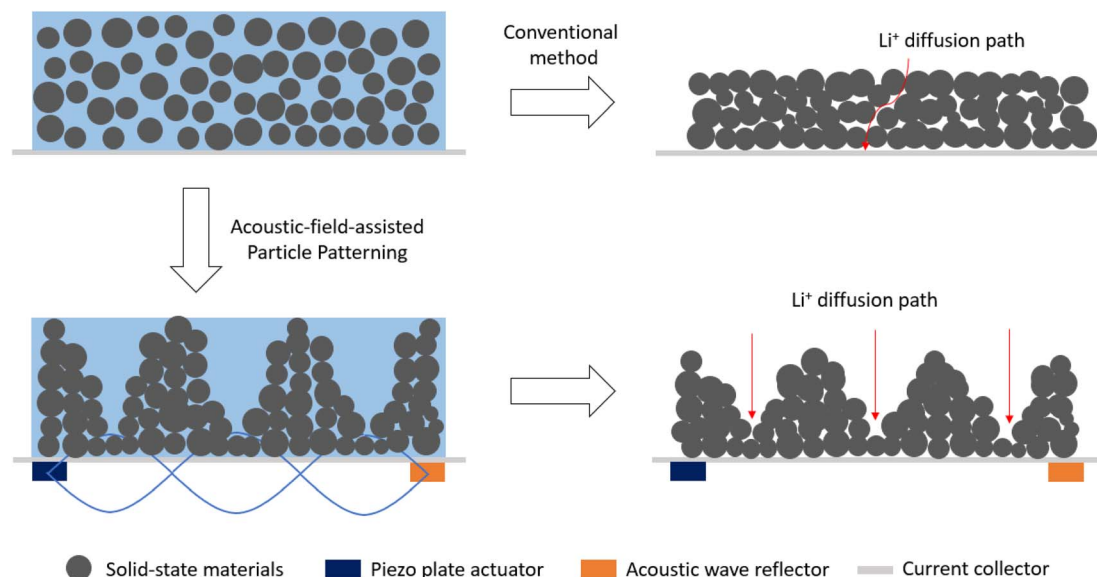 Conventional
method
Li⁺ diffusion path
Acoustic-field-assisted
Particle Patterning
Li⁺ diffusion path
Solid-state materials
Piezo plate actuator
Acoustic wave reflector
Current collector